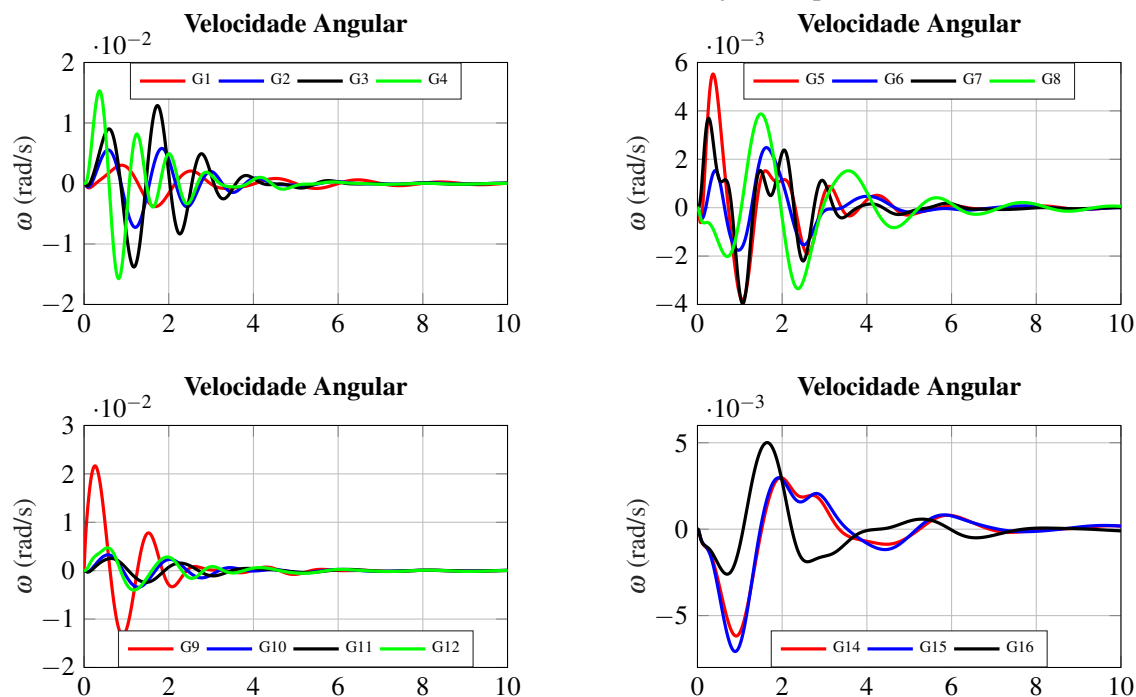 Velocidade Angular
·10−2
G1 G2 G3 G4
2
1
0
−1
−2
ω (rad/s)
0 2 4 6 8 10
Velocidade Angular
·10−3
G5 G6 G7 G8
6
4
2
0
−2
−4
ω (rad/s)
0 2 4 6 8 10
Velocidade Angular
·10−2
3
2
1
0
−1
−2
ω (rad/s)
G9 G10 G11 G12
0 2 4 6 8 10
Velocidade Angular
·10−3
5
0
−5
ω (rad/s)
G14 G15 G16
0 2 4 6 8 10